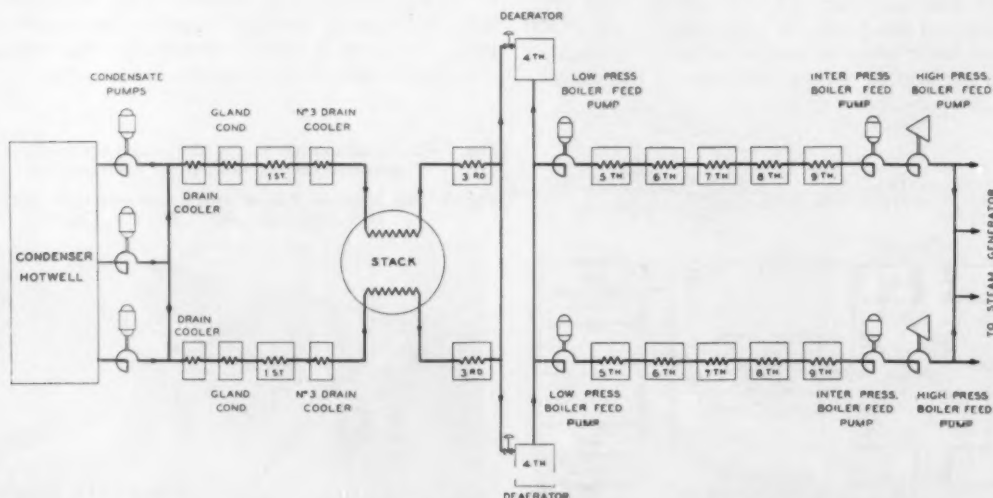 DEAERATOR
4TH.
CONDENSATE
PUMPS
GLAND
COND
Nº3 DRAIN
COOLER
LOW PRESS
BOILER FEED
PUMP
INTER PRESS
BOILER FEED
PUMP
HIGH PRESS.
BOILER FEED
PUMP
1ST.
3RD
5TH
6TH
7TH
8TH.
9TH.
DRAIN
COOLER
CONDENSER
HOTWELL
STACK
TO STEAM GENERATOR
DRAIN
COOLER
1ST
3RD
5TH
6TH
7TH
8TH
9TH
GLAND
COND
Nº3 DRAIN
COOLER
LOW PRESS
BOILER FEED
PUMP
INTER PRESS.
BOILER FEED
PUMP
HIGH PRESS
BOILER FEED
PUMP
4TH
DEAERATOR